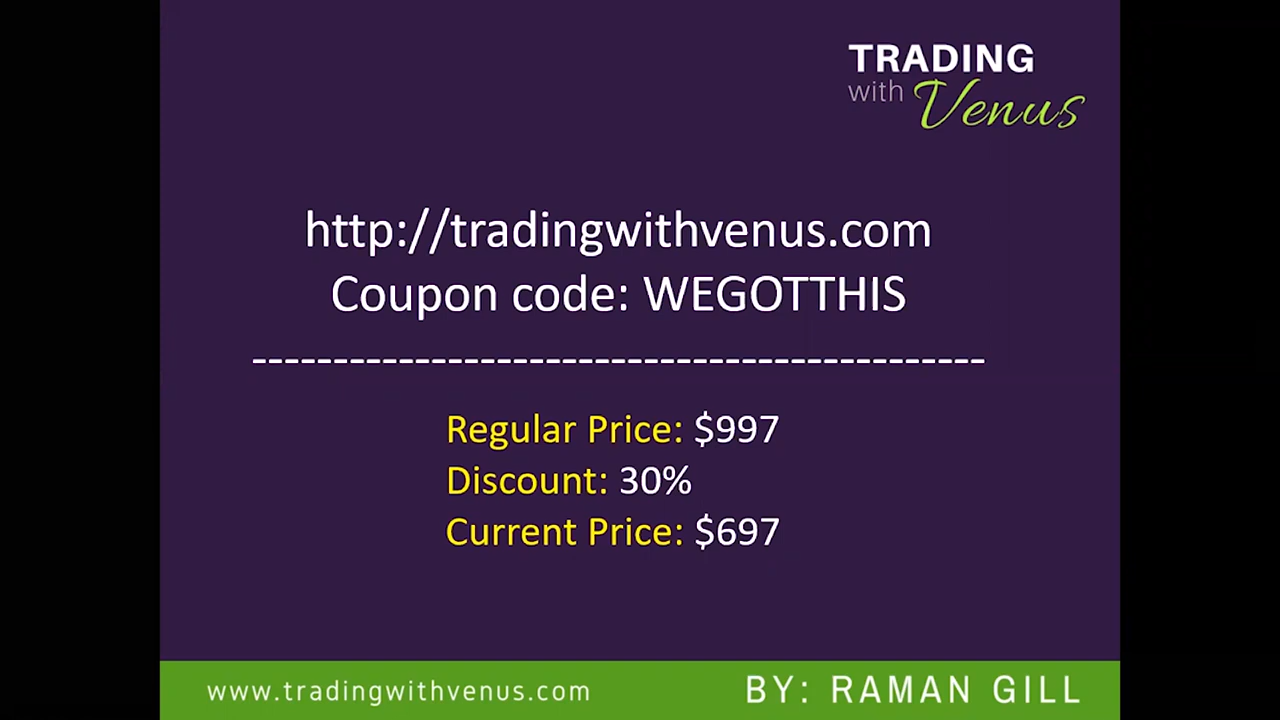 TRADING
with Venus
http://tradingwithvenus.com
Coupon code: WEGOTTHIS
---------------------------------------------
Regular Price: $997
Discount: 30%
Current Price: $697
www.tradingwithvenus.com BY: RAMAN GILL